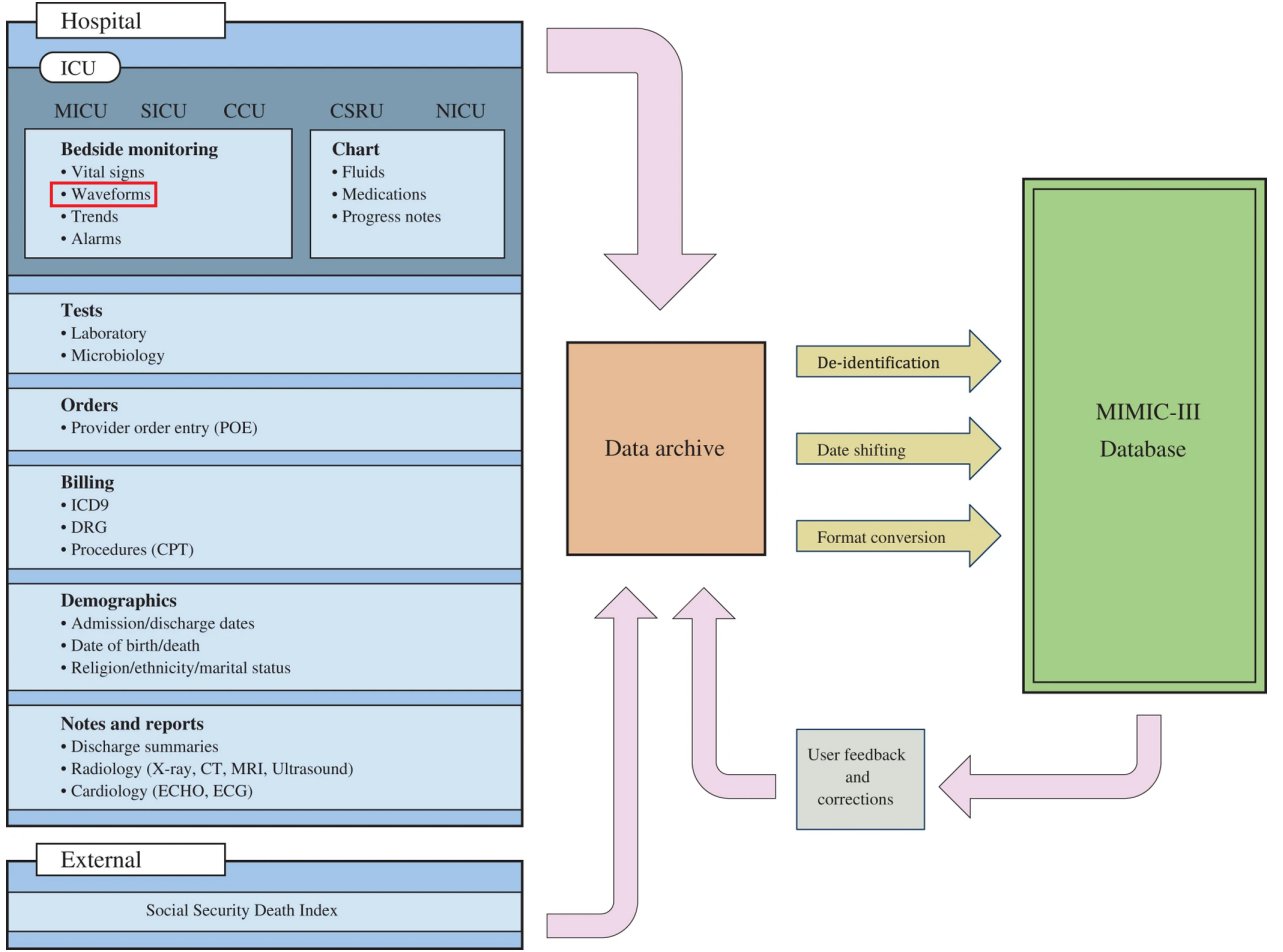 Hospital
ICU
MICU SICU CCU CSRU NICU
Bedside monitoring
• Vital signs
• Waveforms
• Trends
• Alarms
Chart
• Fluids
• Medications
• Progress notes
Tests
• Laboratory
• Microbiology
Orders
• Provider order entry (POE)
Billing
• ICD9
• DRG
• Procedures (CPT)
Demographics
• Admission/discharge dates
• Date of birth/death
• Religion/ethnicity/marital status
Notes and reports
• Discharge summaries
• Radiology (X-ray, CT, MRI, Ultrasound)
• Cardiology (ECHO, ECG)
External
Social Security Death Index
Data archive
De-identification
Date shifting
Format conversion
MIMIC-III
Database
User feedback
and
corrections